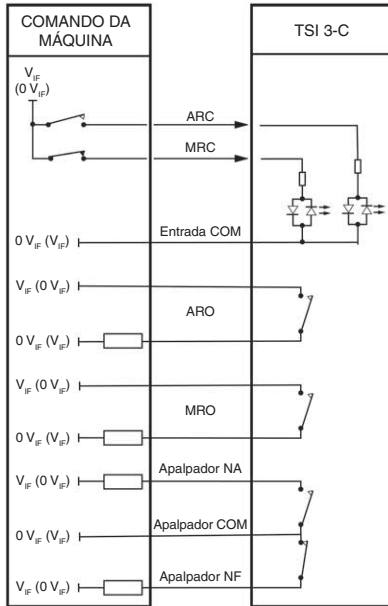 COMANDO DA
MÁQUINA
TSI 3-C
V_IF
(0 V_IF)
ARC
MRC
Entrada COM
0 V_IF (V_IF)
V_IF (0 V_IF)
ARO
0 V_IF (V_IF)
V_IF (0 V_IF)
MRO
0 V_IF (V_IF)
Apalpador NA
V_IF (0 V_IF)
Apalpador COM
0 V_IF (V_IF)
Apalpador NF
V_IF (0 V_IF)